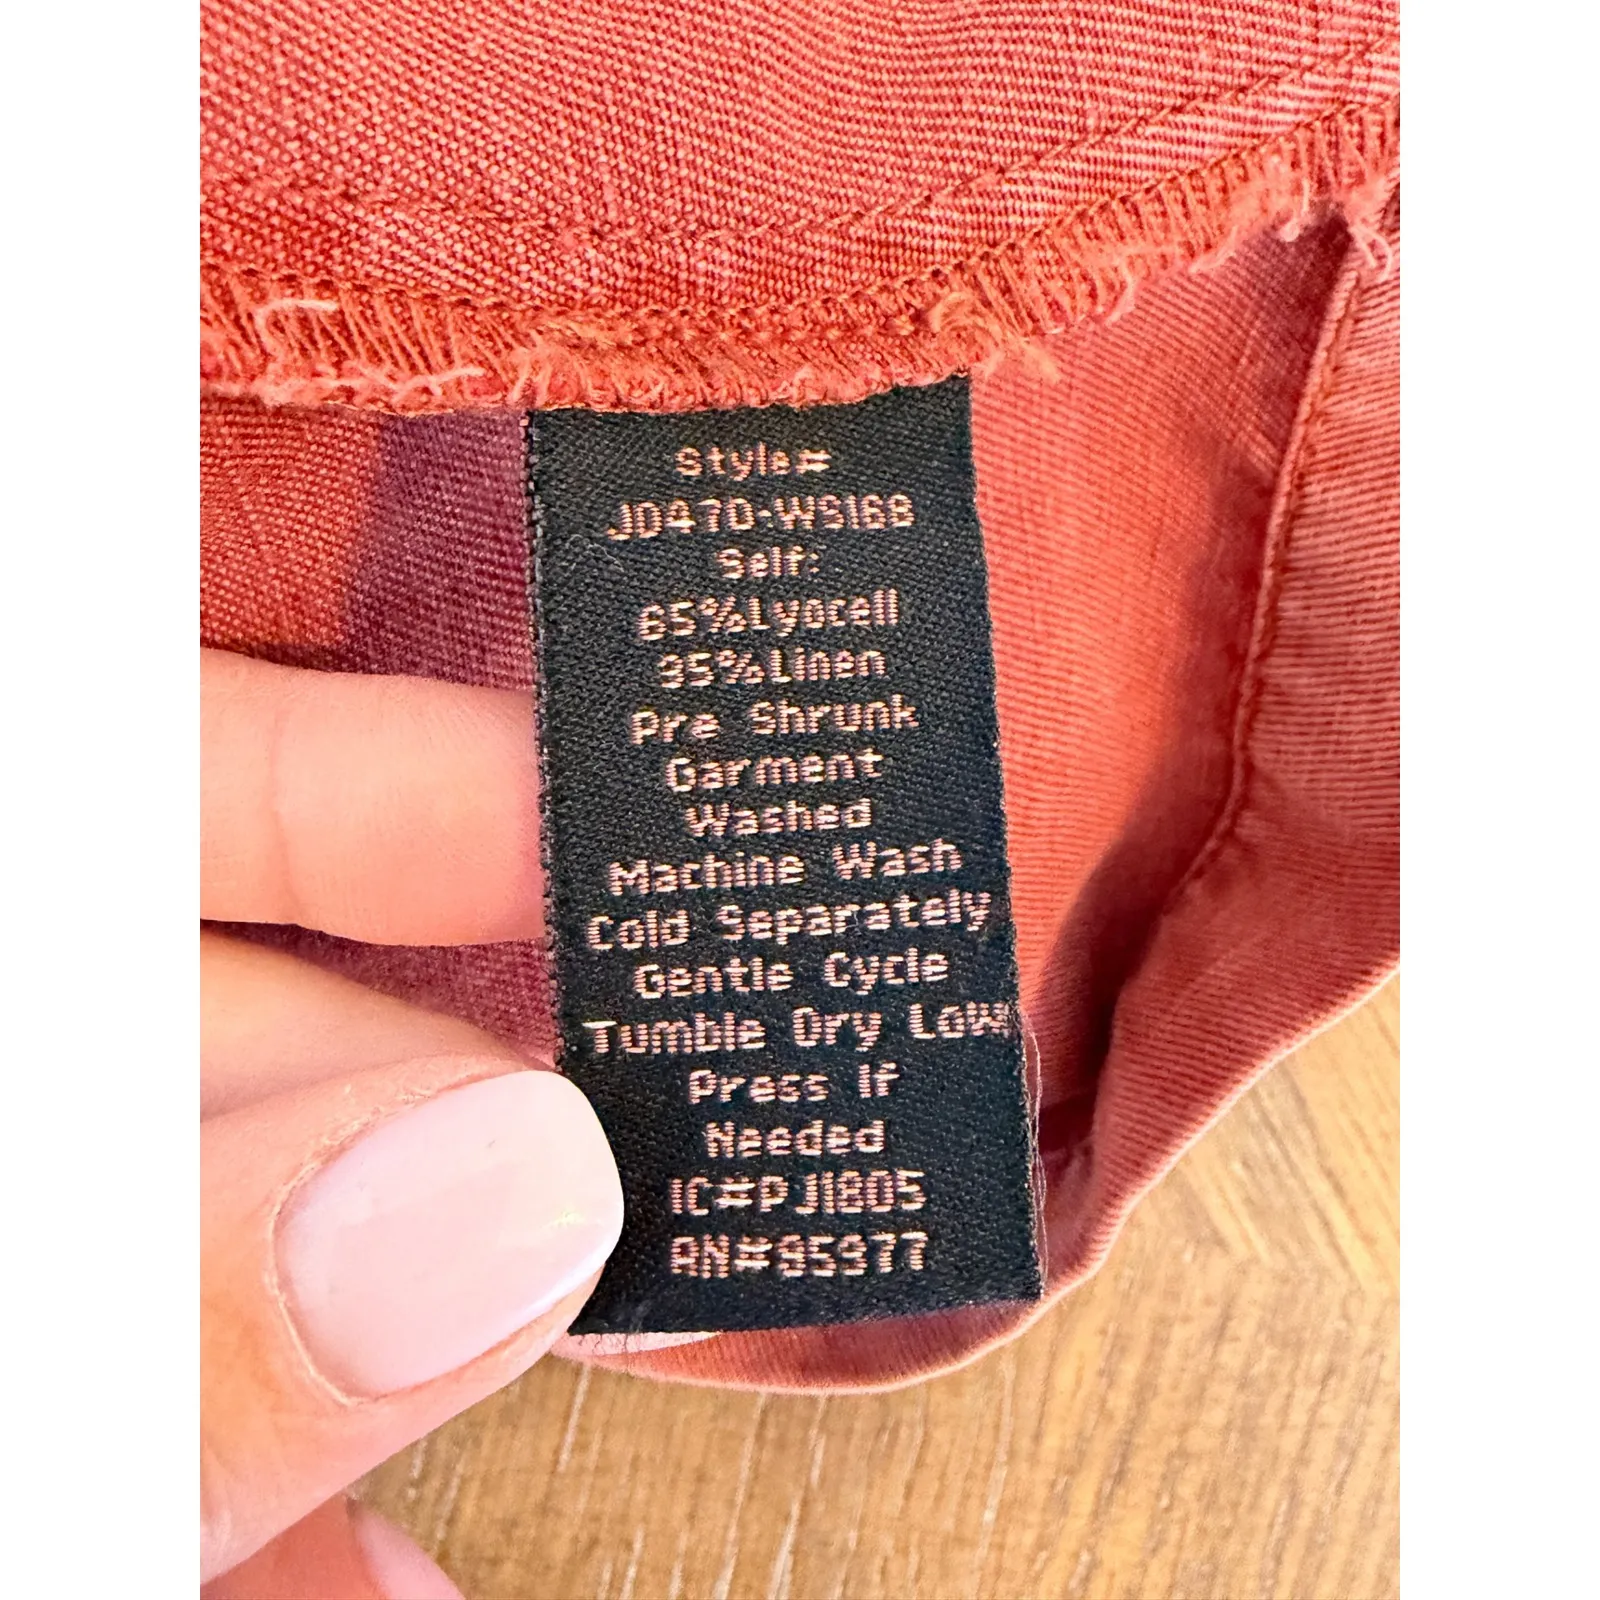 Style#
JD470-WS168
Self:
65%Lyocell
35%Linen
Pre Shrunk
Garment
Washed
Machine Wash
Cold Separately
Gentle Cycle
Tumble Dry Low
Press If
Needed
IC#PJ1805
RN#95977